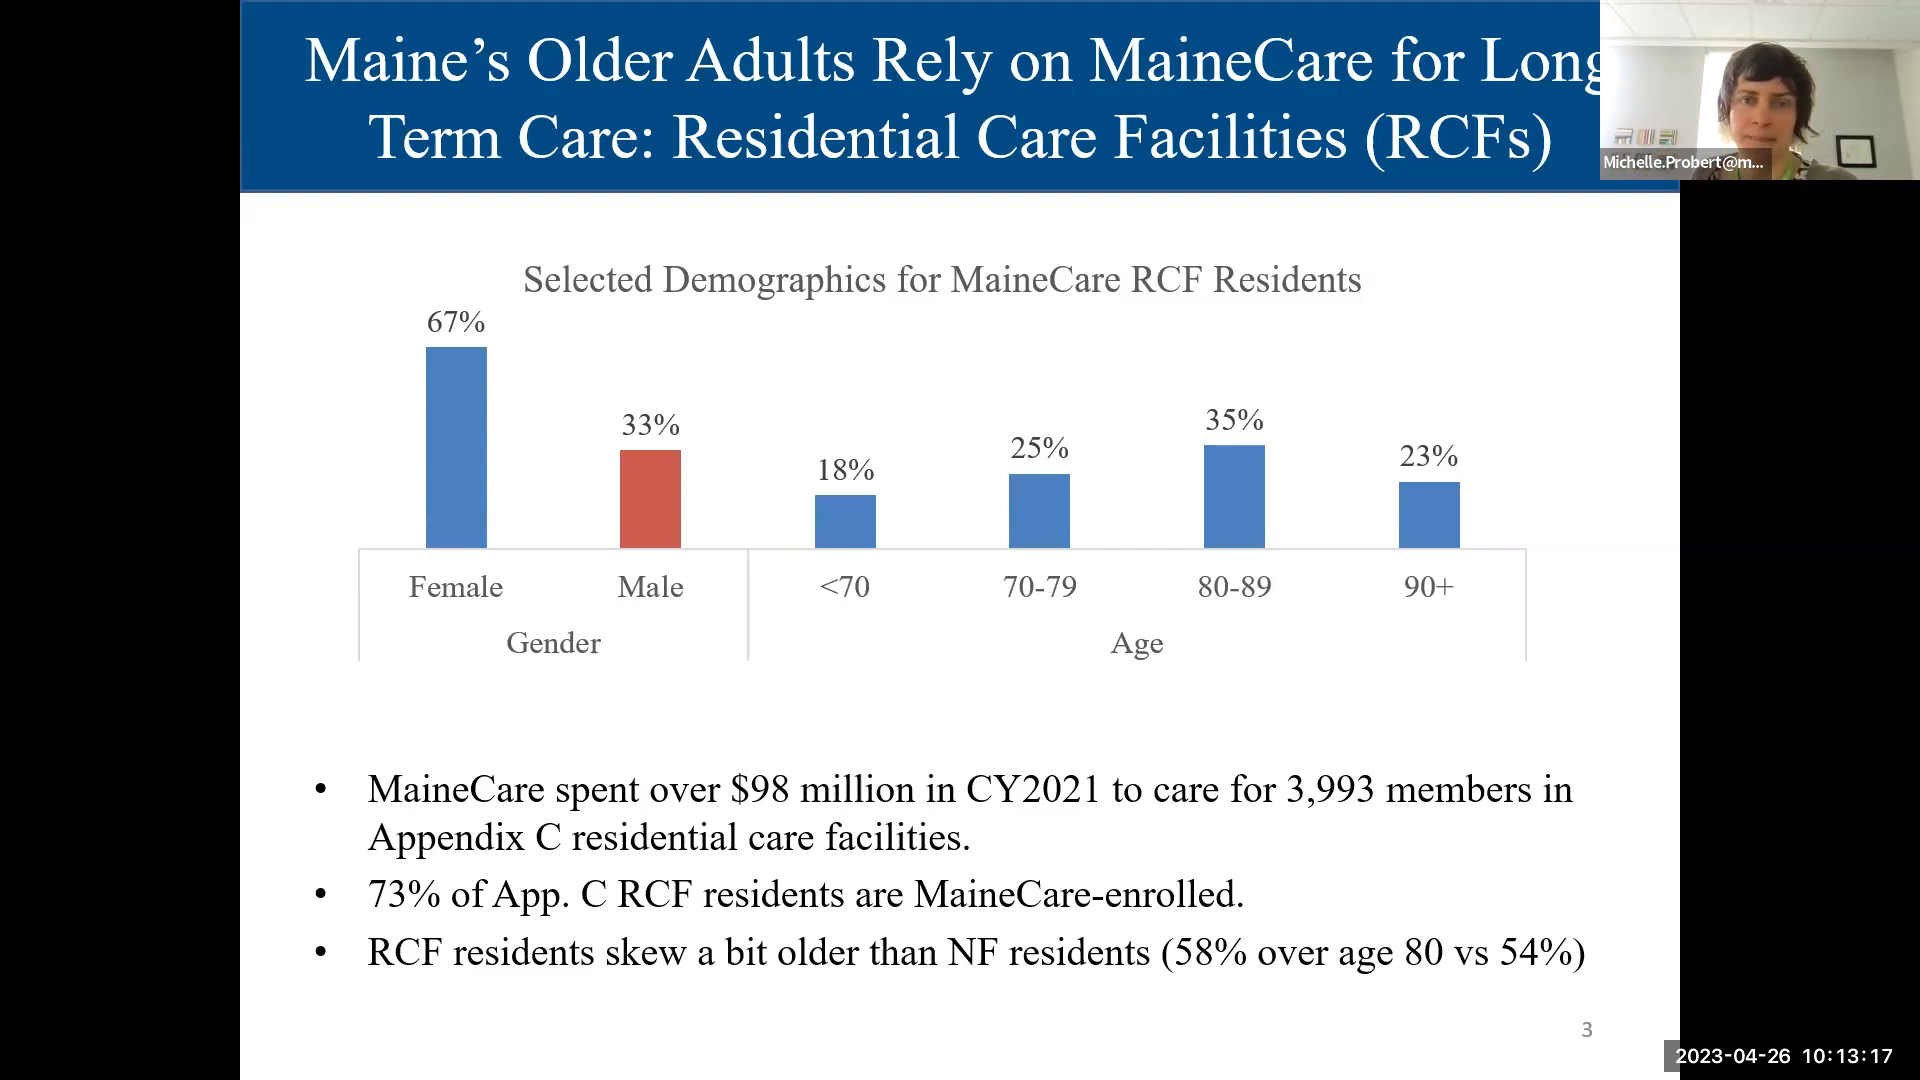 Maine’s Older Adults Rely on MaineCare for Long
Term Care: Residential Care Facilities (RCFs)
Michelle.Probert@m...
Selected Demographics for MaineCare RCF Residents
67%
33%
18%
25%
35%
23%
Female
Male
<70
70-79
80-89
90+
Gender
Age
• MaineCare spent over $98 million in CY2021 to care for 3,993 members in
Appendix C residential care facilities.
• 73% of App. C RCF residents are MaineCare-enrolled.
• RCF residents skew a bit older than NF residents (58% over age 80 vs 54%)
3
2023-04-26 10:13:17